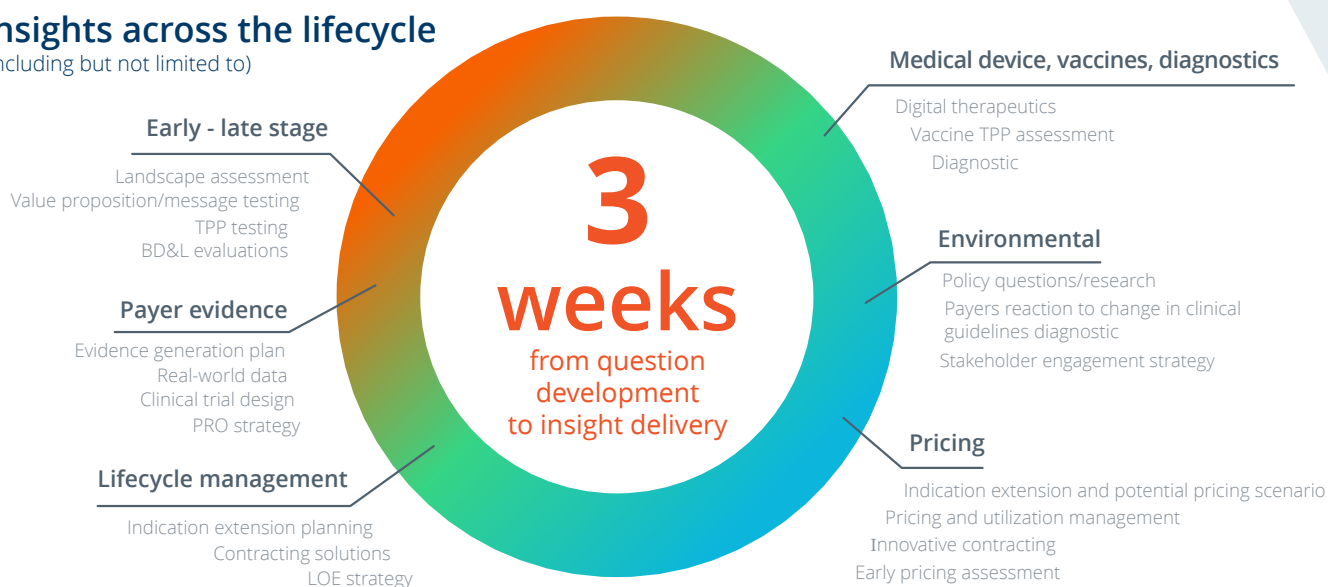 nsights across the lifecycle
ncluding but not limited to)
Early - late stage
Landscape assessment
Value proposition/message testing
TPP testing
BD&L evaluations
Payer evidence
Evidence generation plan
Real-world data
Clinical trial design
PRO strategy
Lifecycle management
Indication extension planning
Contracting solutions
LOE strategy
3
weeks
from question
development
to insight delivery
Medical device, vaccines, diagnostics
Digital therapeutics
Vaccine TPP assessment
Diagnostic
Environmental
Policy questions/research
Payers reaction to change in clinical
guidelines diagnostic
Stakeholder engagement strategy
Pricing
Indication extension and potential pricing scenario
Pricing and utilization management
Innovative contracting
Early pricing assessment